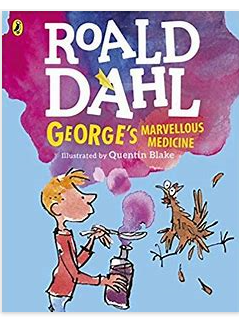 ROALD
DAHL
GEORGE'S MARVELLOUS
MEDICINE
Illustrated by Quentin Blake